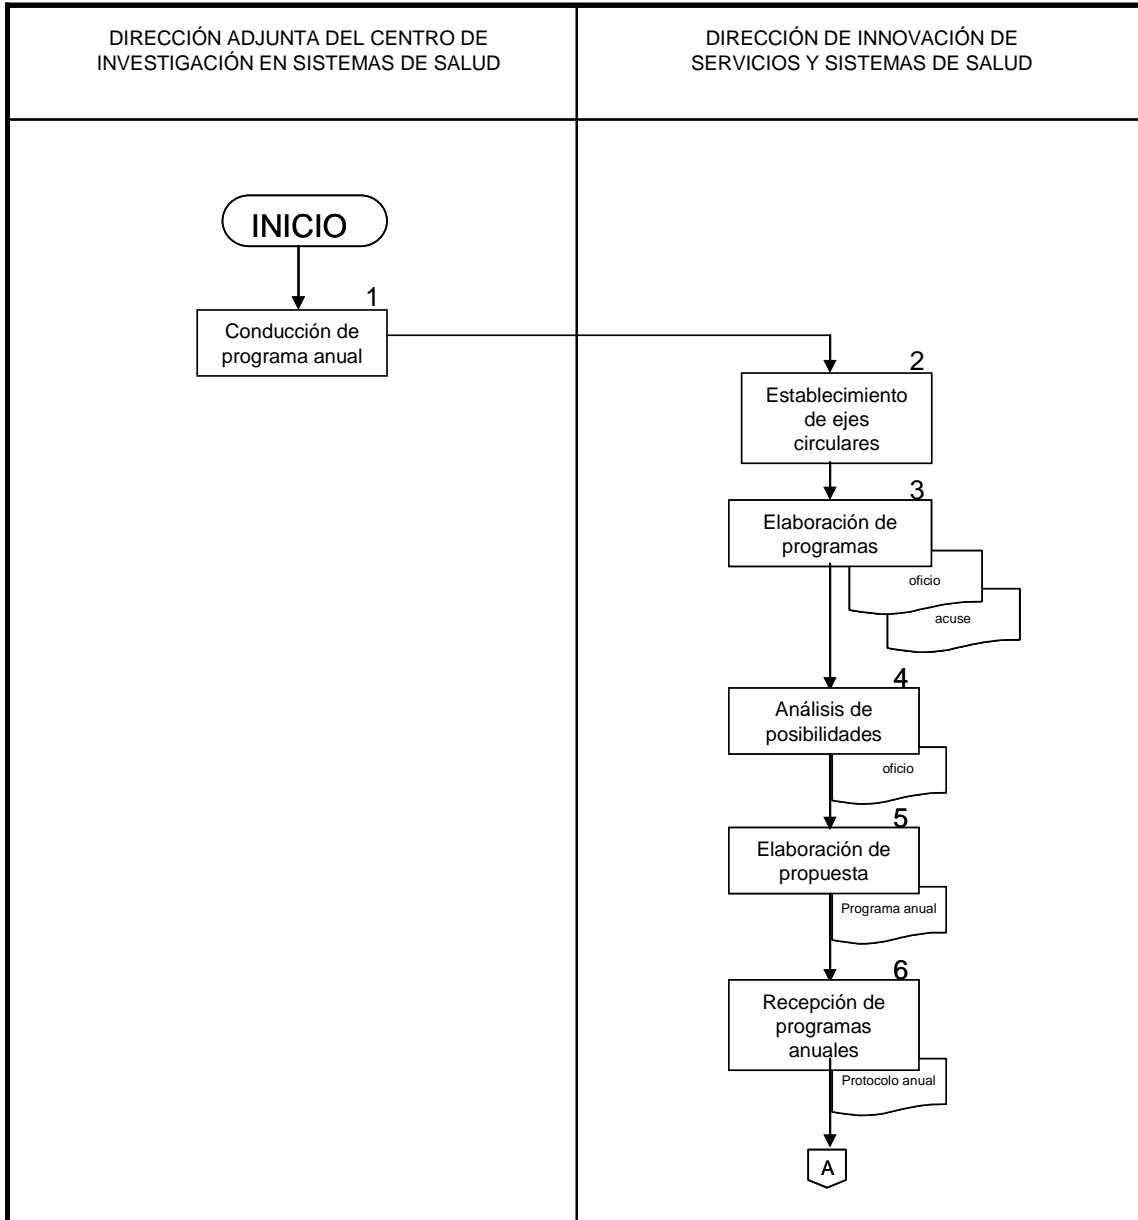 DIRECCIÓN ADJUNTA DEL CENTRO DE
INVESTIGACIÓN EN SISTEMAS DE SALUD
DIRECCIÓN DE INNOVACIÓN DE
SERVICIOS Y SISTEMAS DE SALUD
INICIO
1
Conducción de
programa anual
2
Establecimiento
de ejes
circulares
3
Elaboración de
programas
oficio
acuse
4
Análisis de
posibilidades
oficio
5
Elaboración de
propuesta
Programa anual
6
Recepción de
programas
anuales
Protocolo anual
A